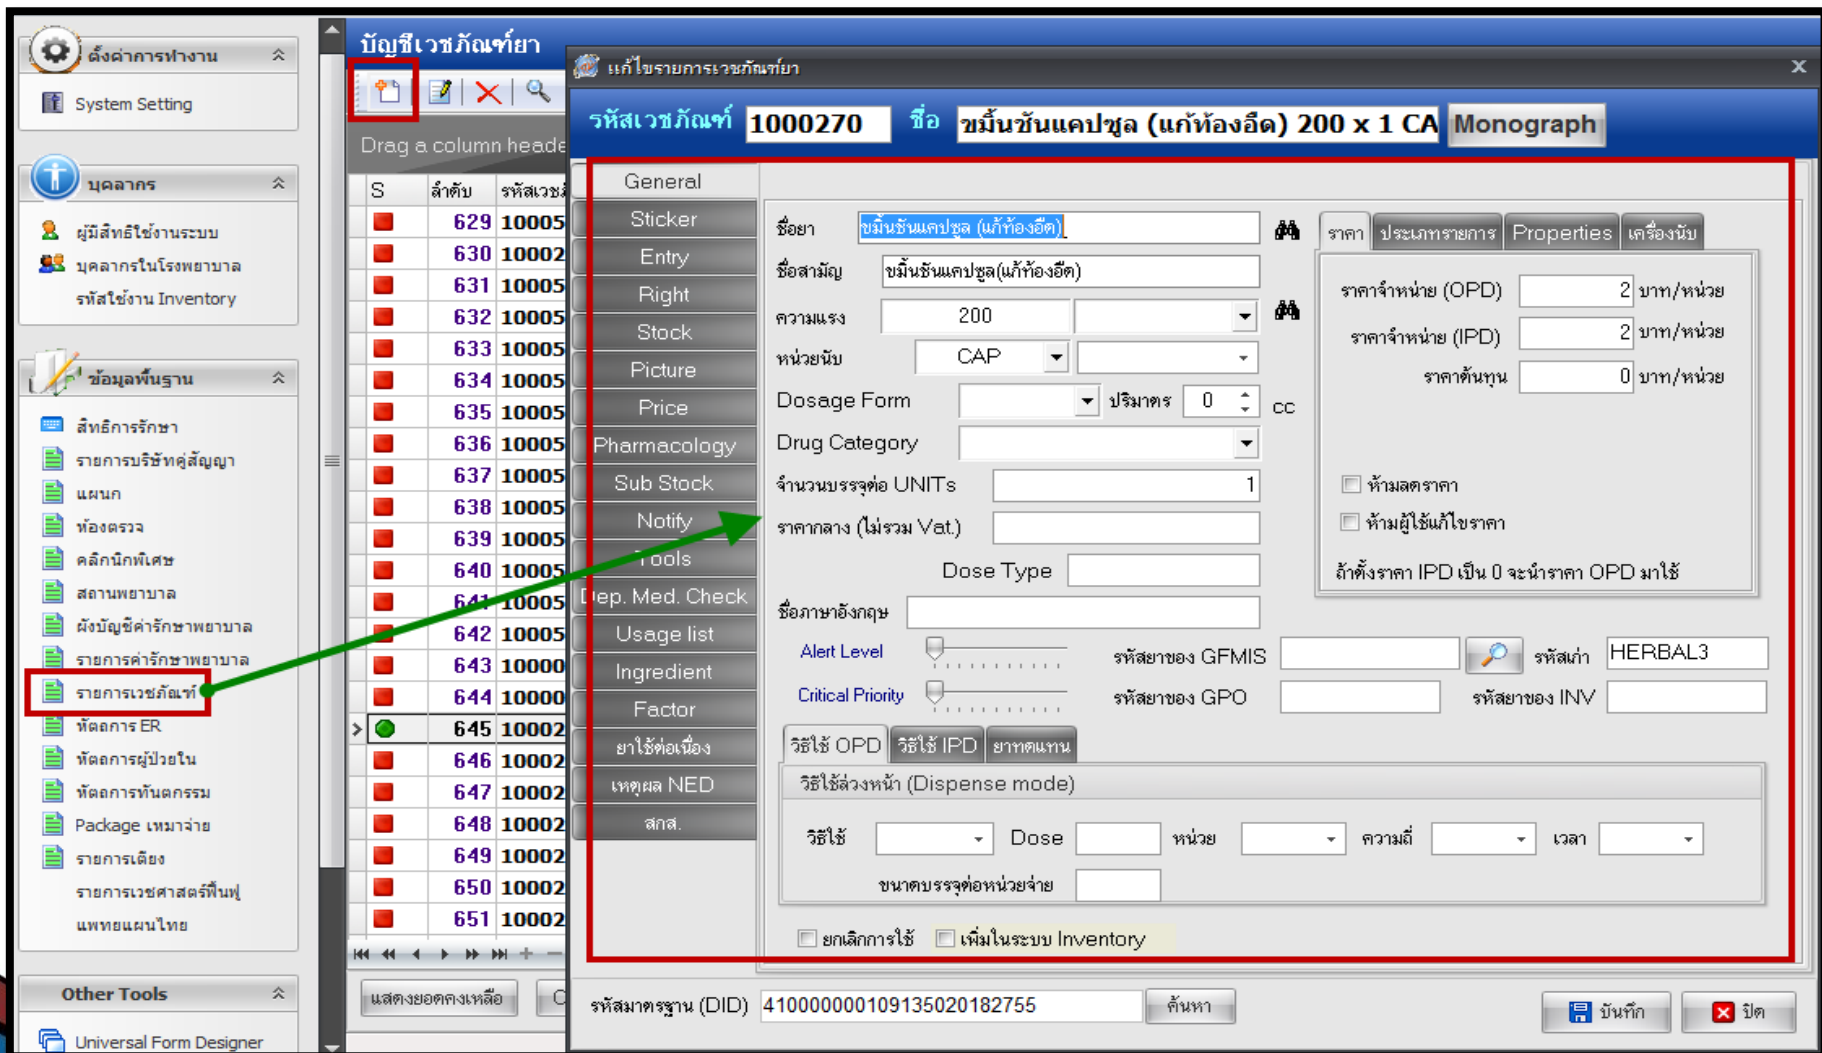 ตั้งค่าการทำงาน
System Setting
บุคลากร
ผู้มีสิทธิใช้งานระบบ
บุคลากรในโรงพยาบาล
รหัสใช้งาน Inventory
ข้อมูลพื้นฐาน
สิทธิการรักษา
รายการบริษัทคู่สัญญา
แผนก
ห้องตรวจ
คลิกนิกพิเศษ
สถานพยาบาล
ผังบัญชีค่ารักษาพยาบาล
รายการค่ารักษาพยาบาล
รายการเวชภัณฑ์
หัตถการ ER
หัตถการผู้ป่วยใน
หัตถการทันตกรรม
Package เหมาจ่าย
รายการเตียง
รายการเวชศาสตร์ฟื้นฟู
แพทยแผนไทย
Other Tools
Universal Form Designer
บัญชีเวชภัณฑ์ยา
Drag a column heade
S ลำดับ รหัสเวชภ
629 10005
630 10002
631 10005
632 10005
633 10005
634 10005
635 10005
636 10005
637 10005
638 10005
639 10005
640 10005
641 10005
642 10005
643 10000
644 10000
645 10002
646 10002
647 10002
648 10002
649 10002
650 10002
651 10002
แสดงยอดคงเหลือ
แก้ไขรายการเวชภัณฑ์ยา x
รหัสเวชภัณฑ์ 1000270 ชื่อ ขมิ้นชันแคปซูล (แก้ท้องอืด) 200 x 1 CA Monograph
General
Sticker
Entry
Right
Stock
Picture
Price
Pharmacology
Sub Stock
Notify
Tools
Dep. Med. Check
Usage list
Ingredient
Factor
ยาใช้ต่อเนื่อง
เหตุผล NED
สกส.
ชื่อยา ขมิ้นชันแคปซูล (แก้ท้องอืด)
ชื่อสามัญ ขมิ้นชันแคปซูล(แก้ท้องอืด)
ความแรง 200
หน่วยนับ CAP
Dosage Form ปริมาตร 0 cc
Drug Category
จำนวนบรรจุต่อ UNITs 1
ราคากลาง (ไม่รวม Vat.)
Dose Type
ชื่อภาษาอังกฤษ
ราคา ประเภทรายการ Properties เครื่องนับ
ราคาจำหน่าย (OPD) 2 บาท/หน่วย
ราคาจำหน่าย (IPD) 2 บาท/หน่วย
ราคาต้นทุน 0 บาท/หน่วย
ห้ามลดราคา
ห้ามผู้ใช้แก้ไขราคา
ถ้าตั้งราคา IPD เป็น 0 จะนำราคา OPD มาใช้
Alert Level รหัสยาของ GFMIS รหัสเก่า HERBAL3
Critical Priority รหัสยาของ GPO รหัสยาของ INV
วิธีใช้ OPD วิธีใช้ IPD ยาทดแทน
วิธีใช้ล่วงหน้า (Dispense mode)
วิธีใช้ Dose หน่วย ความถี่ เวลา
ขนาดบรรจุต่อหน่วยจ่าย
ยกเลิกการใช้ เพิ่มในระบบ Inventory
รหัสมาตรฐาน (DID) 410000000109135020182755 ค้นหา บันทึก ปิด